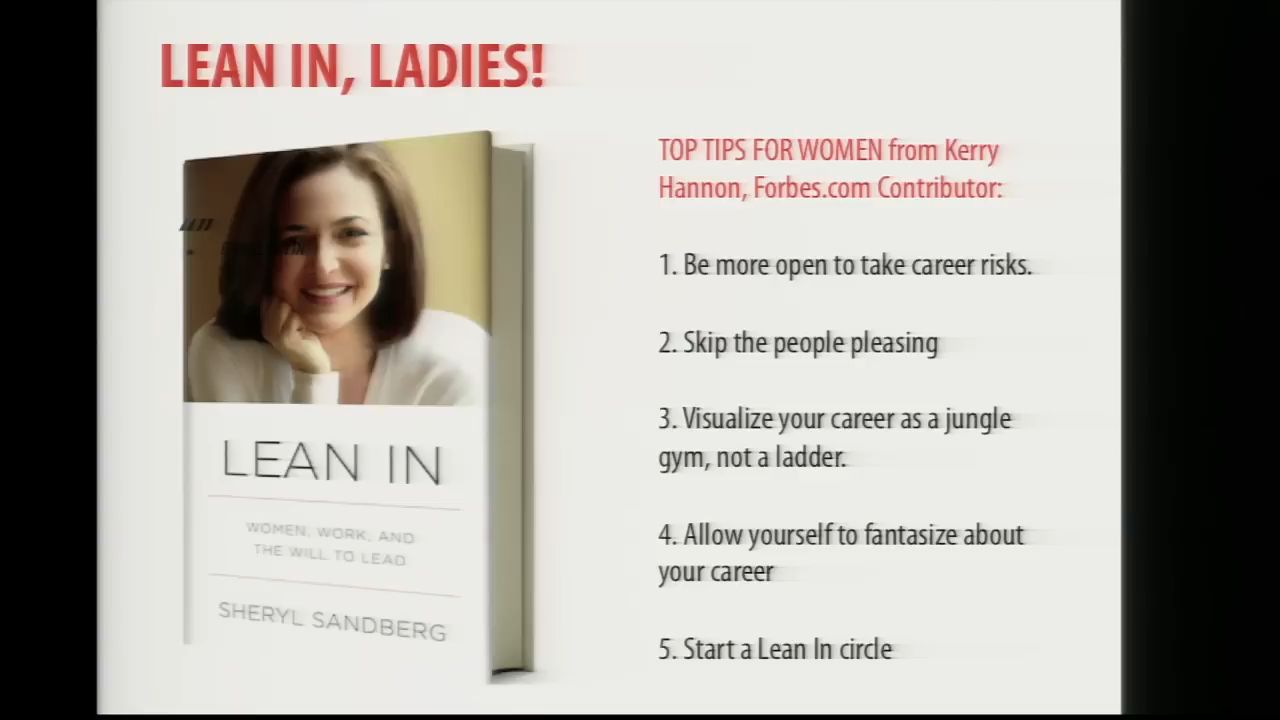 LEAN IN, LADIES!
LEAN IN
WOMEN, WORK, AND
THE WILL TO LEAD
SHERYL SANDBERG
TOP TIPS FOR WOMEN from Kerry
Hannon, Forbes.com Contributor:
1. Be more open to take career risks.
2. Skip the people pleasing
3. Visualize your career as a jungle
gym, not a ladder.
4. Allow yourself to fantasize about
your career
5. Start a Lean In circle